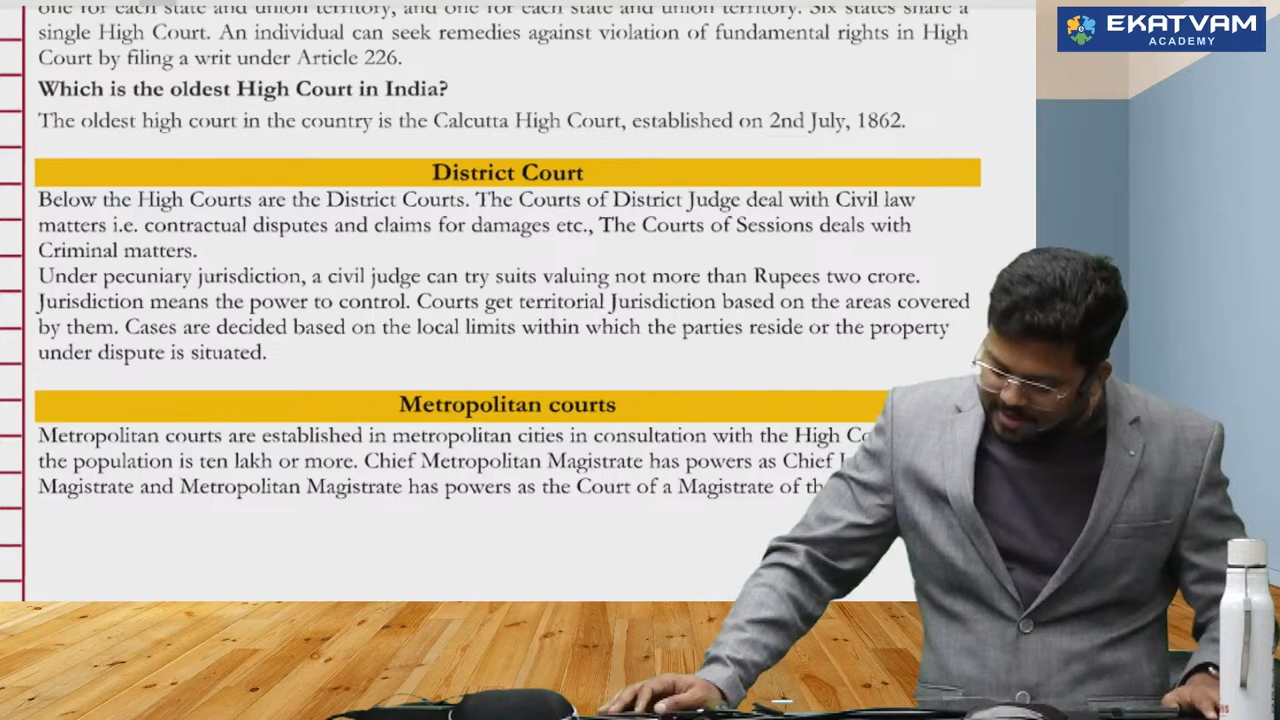 one for each state and union territory, and one for each state and union territory. Six states share a
single High Court. An individual can seek remedies against violation of fundamental rights in High
Court by filing a writ under Article 226.
Which is the oldest High Court in India?
The oldest high court in the country is the Calcutta High Court, established on 2nd July, 1862.
District Court
Below the High Courts are the District Courts. The Courts of District Judge deal with Civil law
matters i.e. contractual disputes and claims for damages etc., The Courts of Sessions deals with
Criminal matters.
Under pecuniary jurisdiction, a civil judge can try suits valuing not more than Rupees two crore.
Jurisdiction means the power to control. Courts get territorial Jurisdiction based on the areas covered
by them. Cases are decided based on the local limits within which the parties reside or the property
under dispute is situated.
Metropolitan courts
Metropolitan courts are established in metropolitan cities in consultation with the High
the population is ten lakh or more. Chief Metropolitan Magistrate has powers as Chief
Magistrate and Metropolitan Magistrate has powers as the Court of a Magistrate of
EKATVAM
ACADEMY